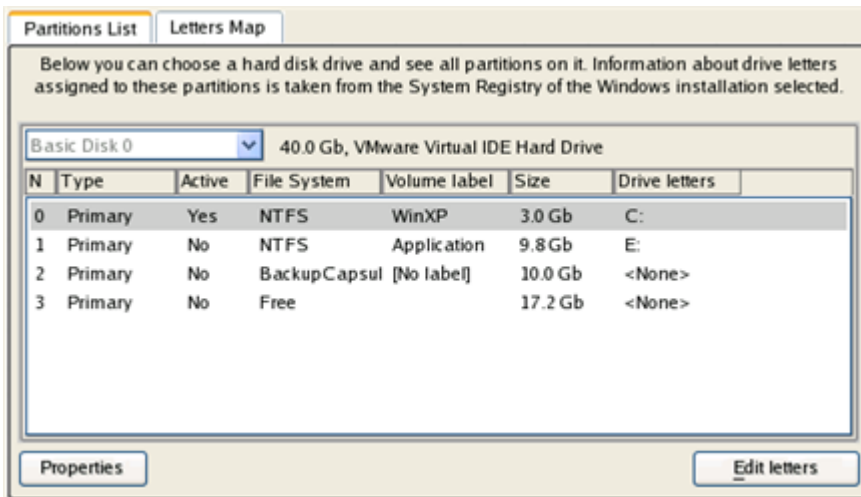 Partitions List Letters Map
Below you can choose a hard disk drive and see all partitions on it. Information about drive letters
assigned to these partitions is taken from the System Registry of the Windows installation selected.
Basic Disk 0 40.0 Gb, VMware Virtual IDE Hard Drive
N Type Active File System Volume label Size Drive letters
0 Primary Yes NTFS WinXP 3.0 Gb C:
1 Primary No NTFS Application 9.8 Gb E:
2 Primary No BackupCapsul [No label] 10.0 Gb <None>
3 Primary No Free 17.2 Gb <None>
Properties Edit letters